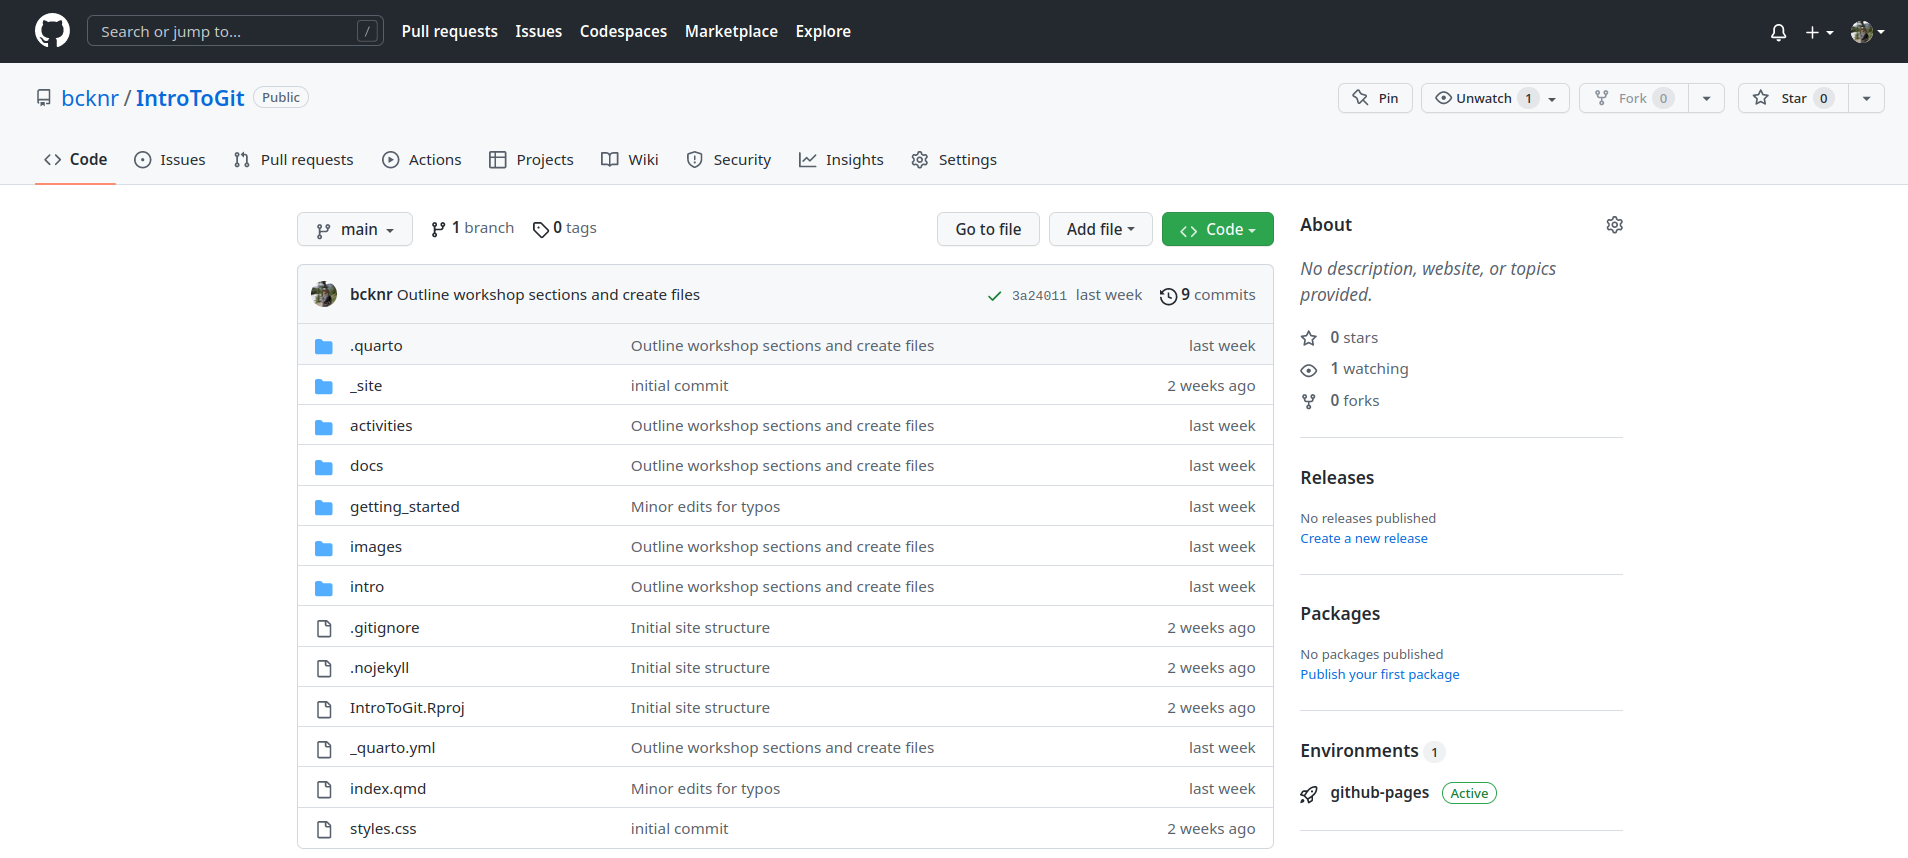 Search or jump to... /
Pull requests Issues Codespaces Marketplace Explore
bcknr / IntroToGit Public
Pin Unwatch 1 Fork 0 Star 0
Code Issues Pull requests Actions Projects Wiki Security Insights Settings
main 1 branch 0 tags Go to file Add file Code
bcknr Outline workshop sections and create files 3a24011 last week 9 commits
.quarto Outline workshop sections and create files last week
_site initial commit 2 weeks ago
activities Outline workshop sections and create files last week
docs Outline workshop sections and create files last week
getting_started Minor edits for typos last week
images Outline workshop sections and create files last week
intro Outline workshop sections and create files last week
.gitignore Initial site structure 2 weeks ago
.nojekyll Initial site structure 2 weeks ago
IntroToGit.Rproj Initial site structure 2 weeks ago
_quarto.yml Outline workshop sections and create files last week
index.qmd Minor edits for typos last week
styles.css initial commit 2 weeks ago
About
No description, website, or topics
provided.
0 stars
1 watching
0 forks
Releases
No releases published
Create a new release
Packages
No packages published
Publish your first package
Environments 1
github-pages Active